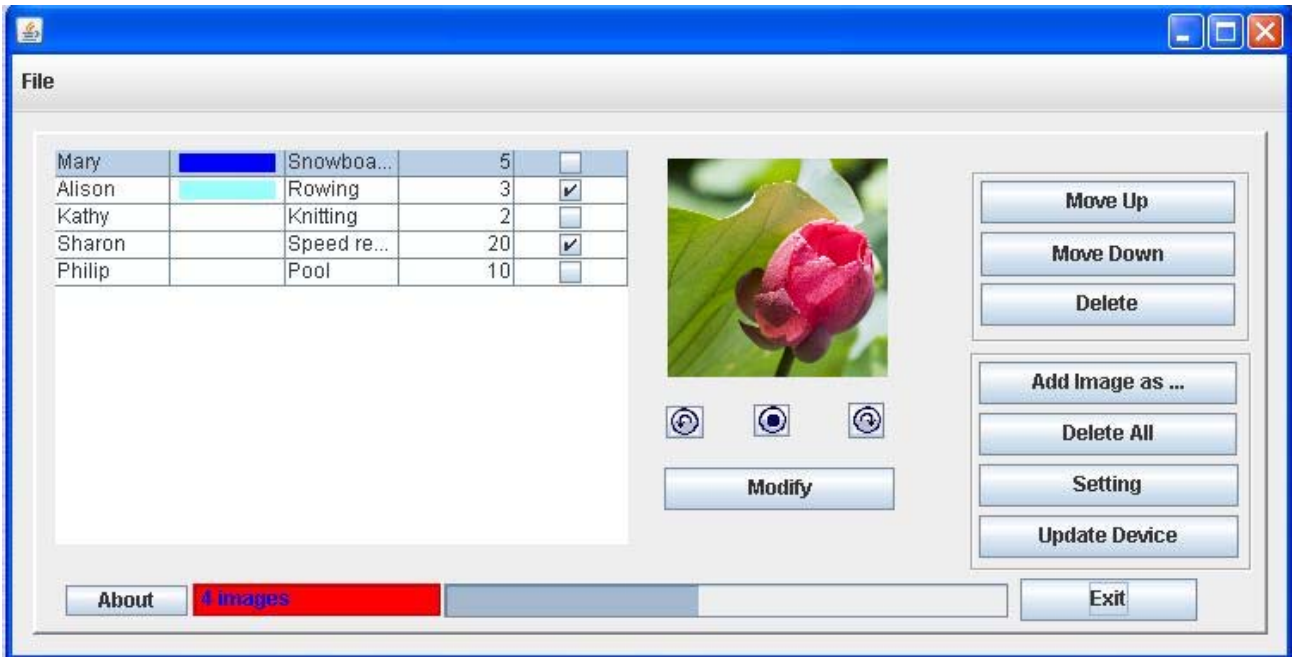 File
Mary Snowboa... 5
Alison Rowing 3
Kathy Knitting 2
Sharon Speed re... 20
Philip Pool 10
Move Up
Move Down
Delete
Add Image as ...
Delete All
Setting
Update Device
Modify
About
4 images
Exit